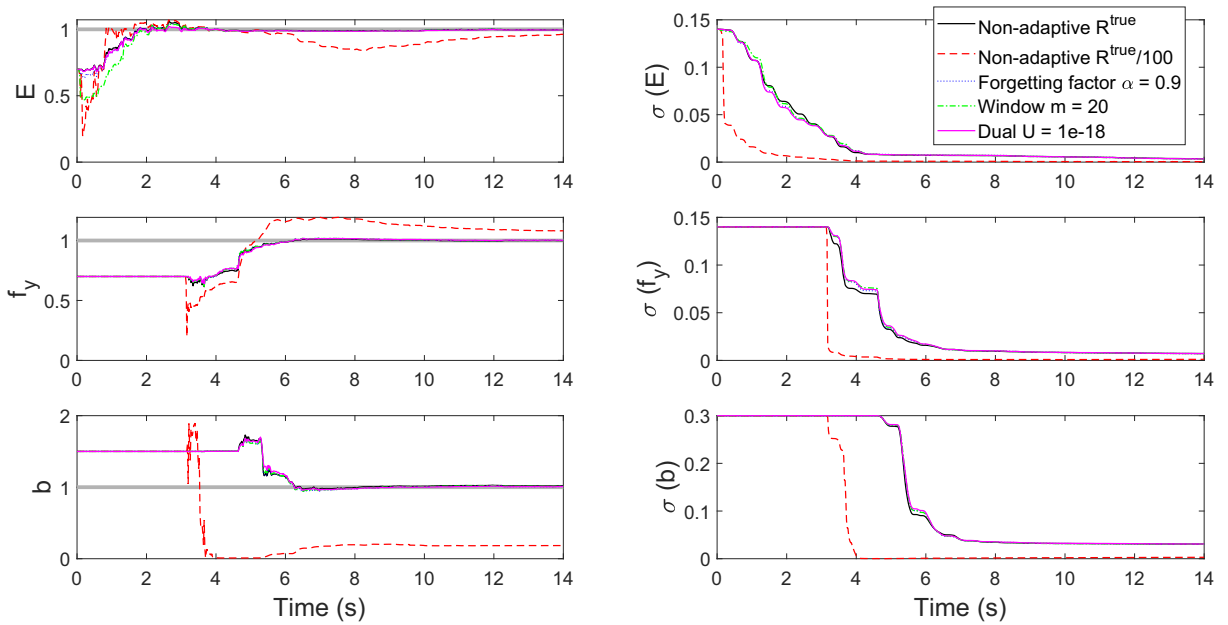 1
0.5
0
E
0 2 4 6 8 10 12 14
0.15
0.1
0.05
0
σ (E)
0 2 4 6 8 10 12 14
Non-adaptive R^true
Non-adaptive R^true/100
Forgetting factor α = 0.9
Window m = 20
Dual U = 1e-18
1
0.5
0
f_y
0 2 4 6 8 10 12 14
0.15
0.1
0.05
0
σ (f_y)
0 2 4 6 8 10 12 14
2
1
0
b
0 2 4 6 8 10 12 14
Time (s)
0.3
0.2
0.1
0
σ (b)
0 2 4 6 8 10 12 14
Time (s)